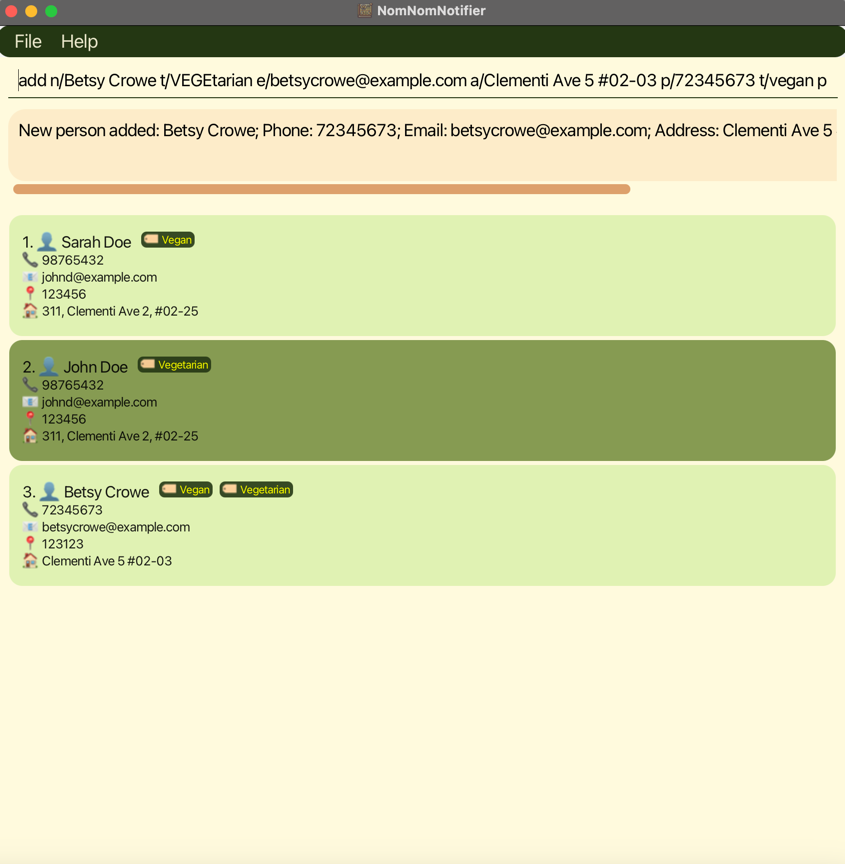 NomNomNotifier
File Help
add n/Betsy Crowe t/VEGEtarian e/betsycrowe@example.com a/Clementi Ave 5 #02-03 p/72345673 t/vegan p
New person added: Betsy Crowe; Phone: 72345673; Email: betsycrowe@example.com; Address: Clementi Ave 5
1. Sarah Doe Vegan
98765432
johnd@example.com
123456
311, Clementi Ave 2, #02-25
2. John Doe Vegetarian
98765432
johnd@example.com
123456
311, Clementi Ave 2, #02-25
3. Betsy Crowe Vegan Vegetarian
72345673
betsycrowe@example.com
123123
Clementi Ave 5 #02-03